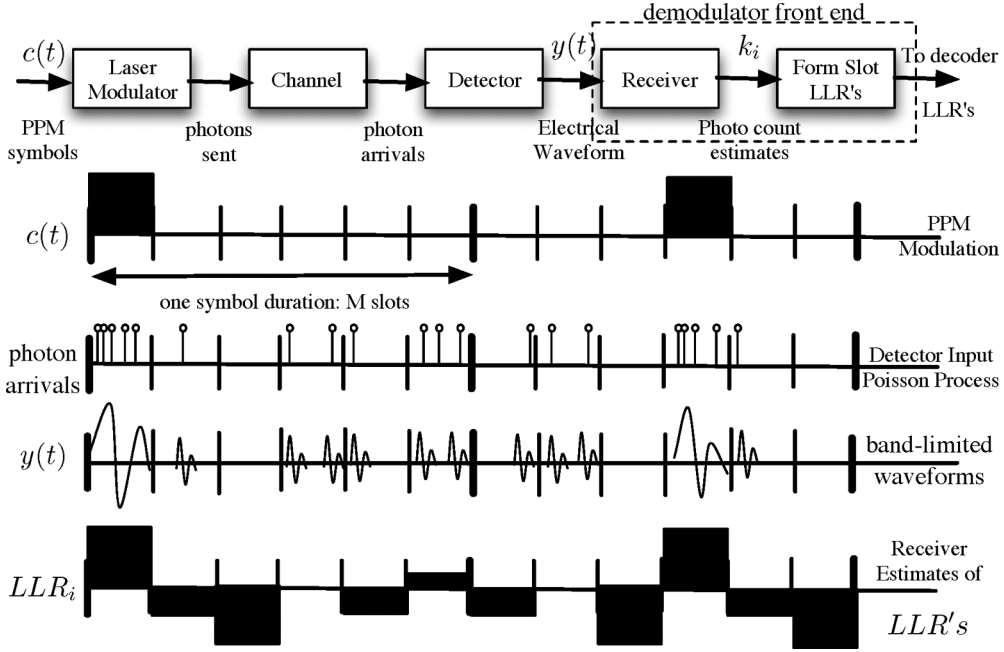 demodulator front end
c(t)
Laser
Modulator
Channel
Detector
y(t)
Receiver
k_i
Form Slot
LLR's
To decoder
LLR's
PPM
symbols
photons
sent
photon
arrivals
Electrical
Waveform
Photo count
estimates
c(t)
PPM
Modulation
one symbol duration: M slots
photon
arrivals
Detector Input
Poisson Process
y(t)
band-limited
waveforms
LLR_i
Receiver
Estimates of
LLR's